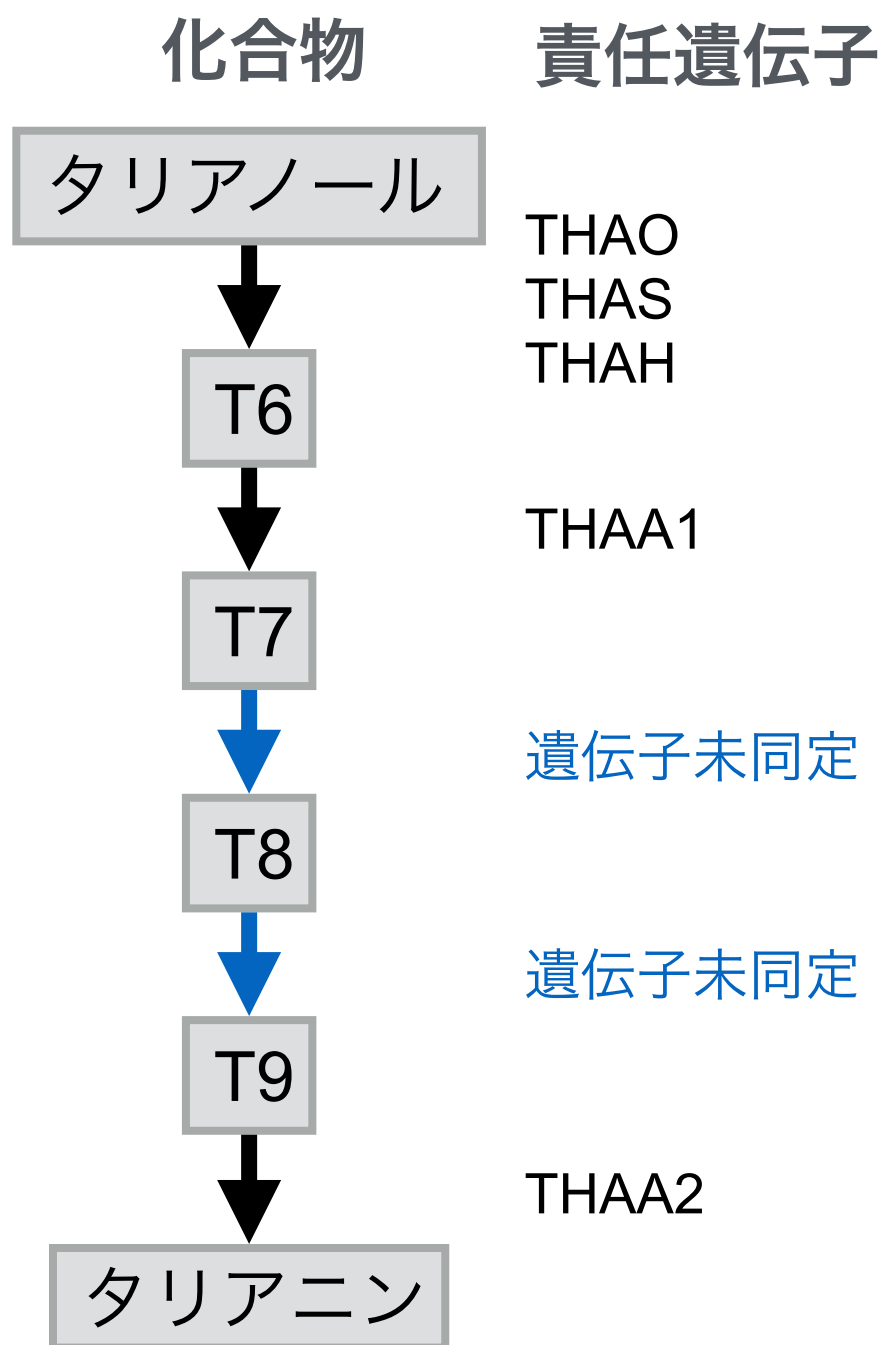 化合物
責任遺伝子
タリアノール
THAO
THAS
THAH
T6
THAA1
T7
遺伝子未同定
T8
遺伝子未同定
T9
THAA2
タリアニン